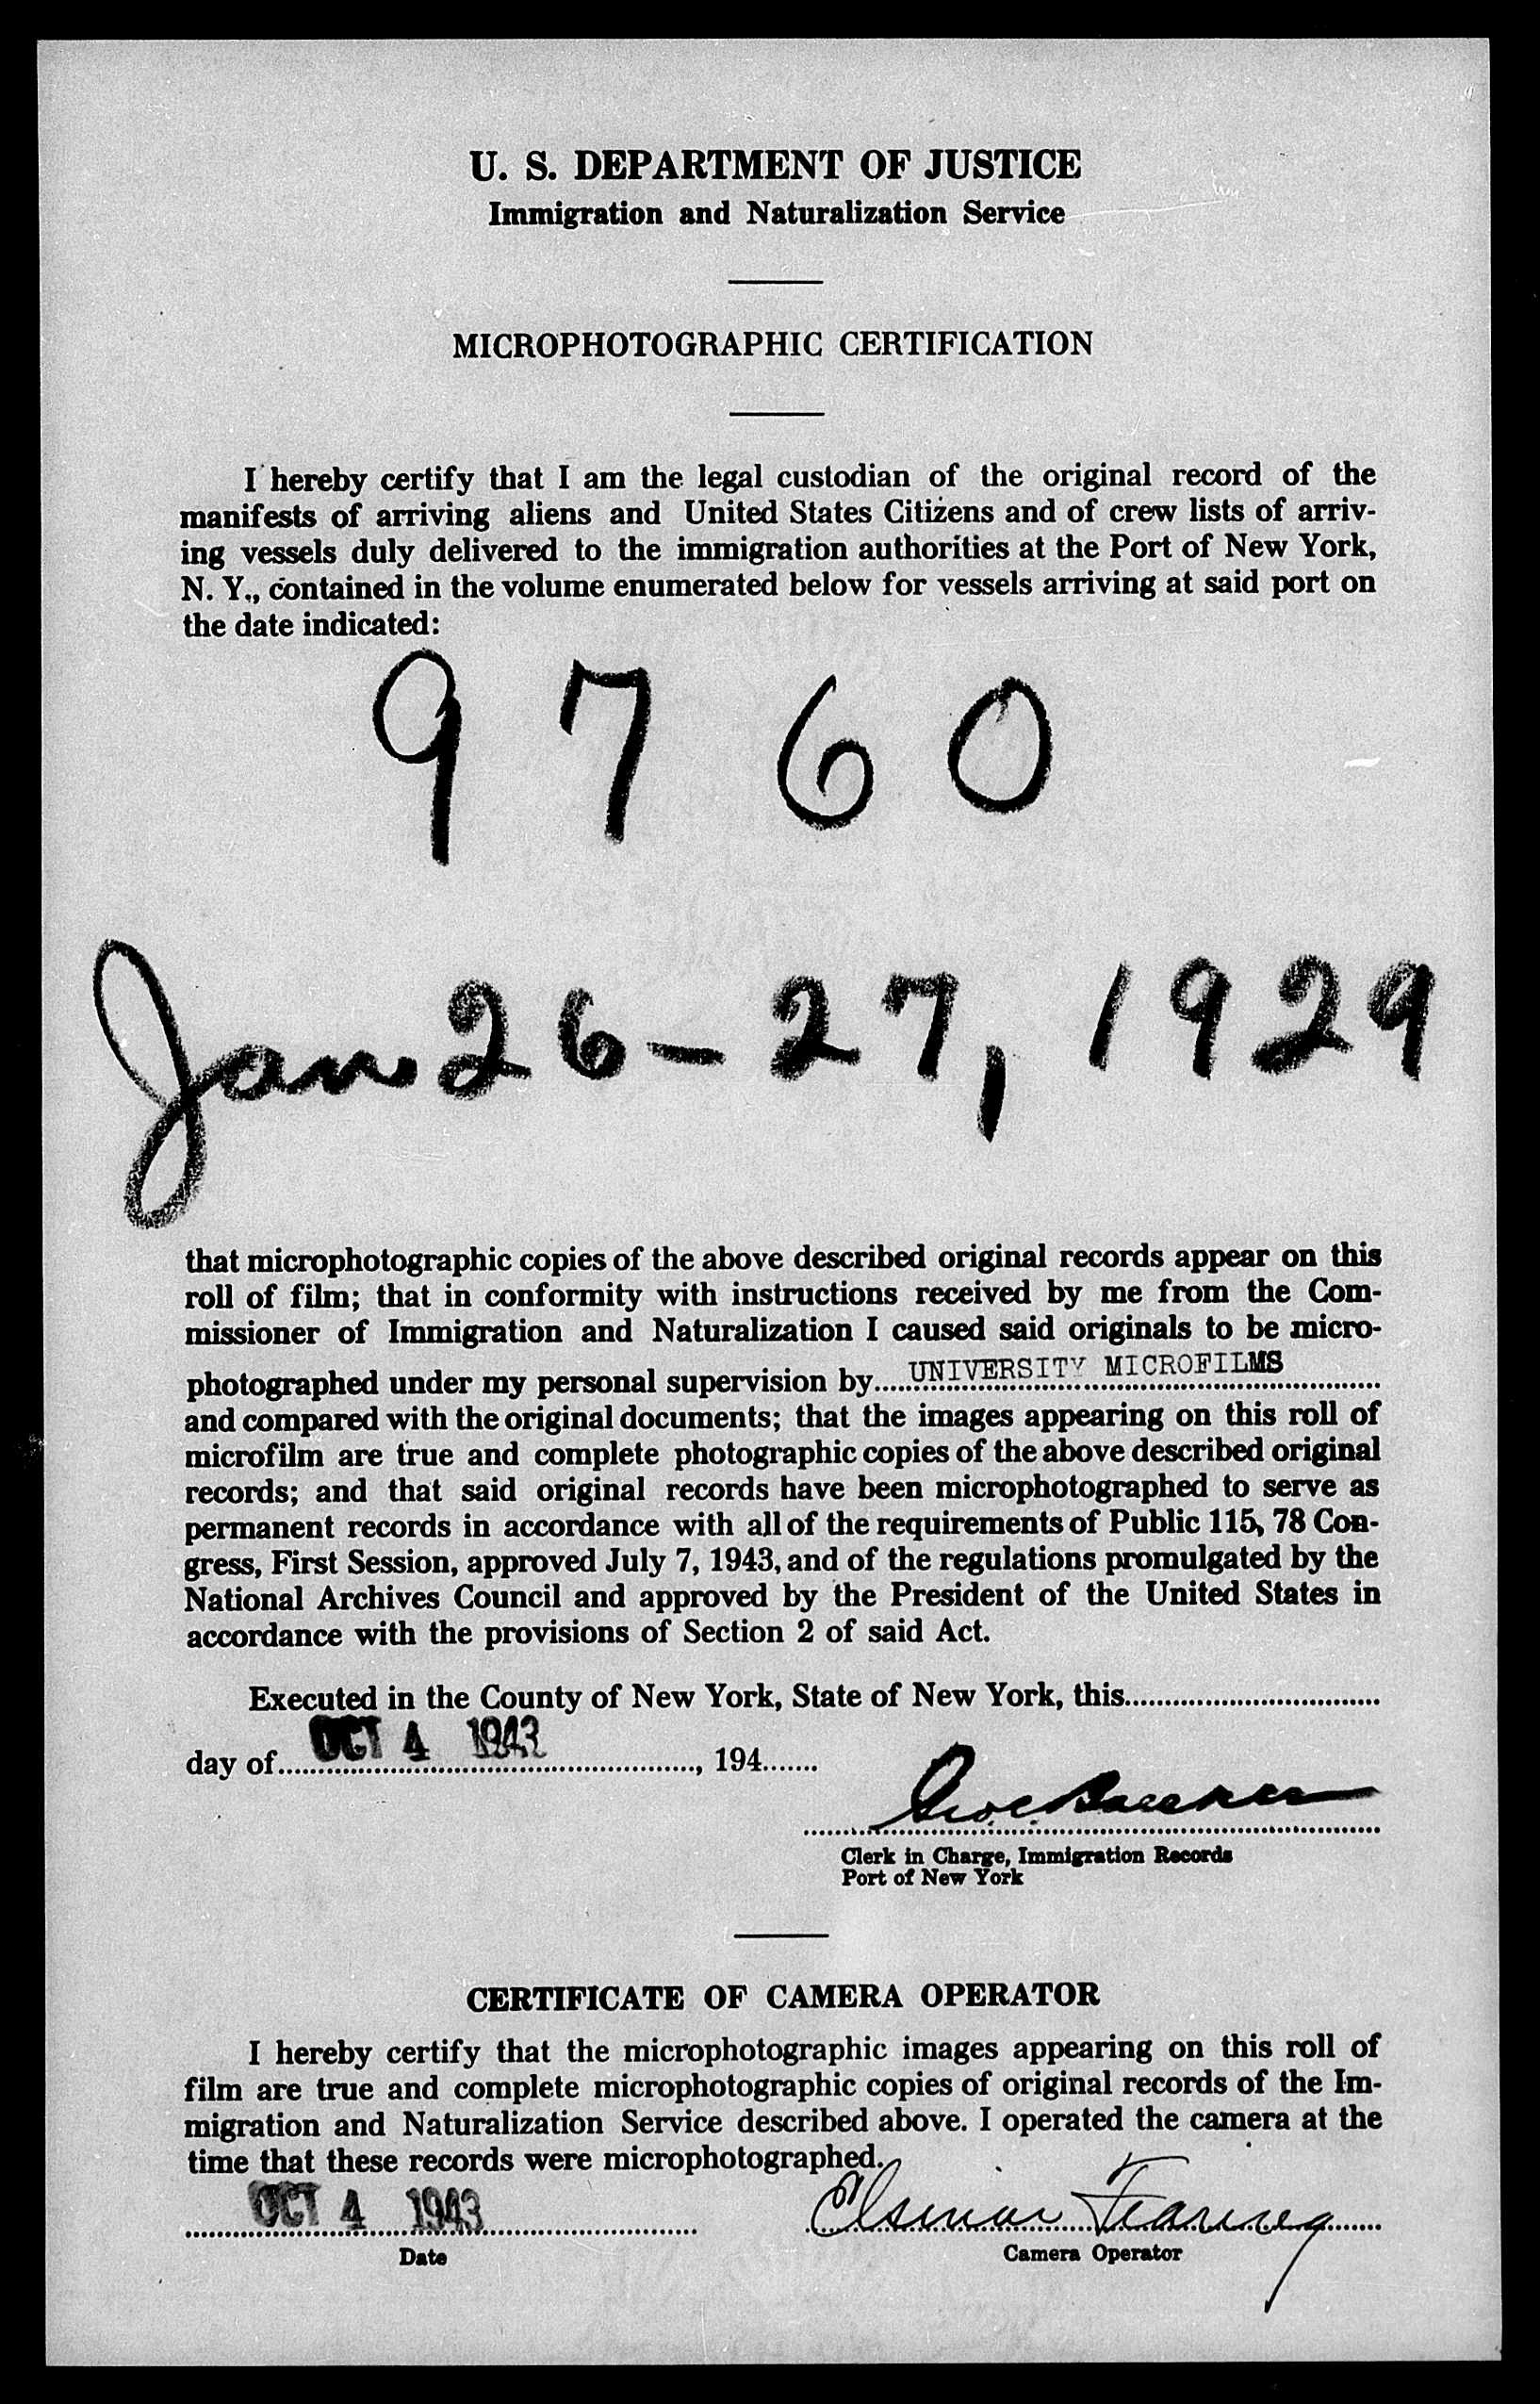 U. S. DEPARTMENT OF JUSTICE
Immigration and Naturalization Service
MICROPHOTOGRAPHIC CERTIFICATION
I hereby certify that I am the legal custodian of the original record of the
manifests of arriving aliens and United States Citizens and of crew lists of arriv-
ing vessels duly delivered to the immigration authorities at the Port of New York,
N. Y., contained in the volume enumerated below for vessels arriving at said port on
the date indicated:
9760
Jan 26-27, 1929
that microphotographic copies of the above described original records appear on this
roll of film; that in conformity with instructions received by me from the Com-
missioner of Immigration and Naturalization I caused said originals to be micro-
photographed under my personal supervision by UNIVERSITY MICROFILMS
and compared with the original documents; that the images appearing on this roll of
microfilm are true and complete photographic copies of the above described original
records; and that said original records have been microphotographed to serve as
permanent records in accordance with all of the requirements of Public 115, 78 Con-
gress, First Session, approved July 7, 1943, and of the regulations promulgated by the
National Archives Council and approved by the President of the United States in
accordance with the provisions of Section 2 of said Act.
Executed in the County of New York, State of New York, this
day of OCT 4 1943, 194
Clerk in Charge, Immigration Records
Port of New York
CERTIFICATE OF CAMERA OPERATOR
I hereby certify that the microphotographic images appearing on this roll of
film are true and complete microphotographic copies of original records of the Im-
migration and Naturalization Service described above. I operated the camera at the
time that these records were microphotographed.
OCT 4 1943
Date
Camera Operator